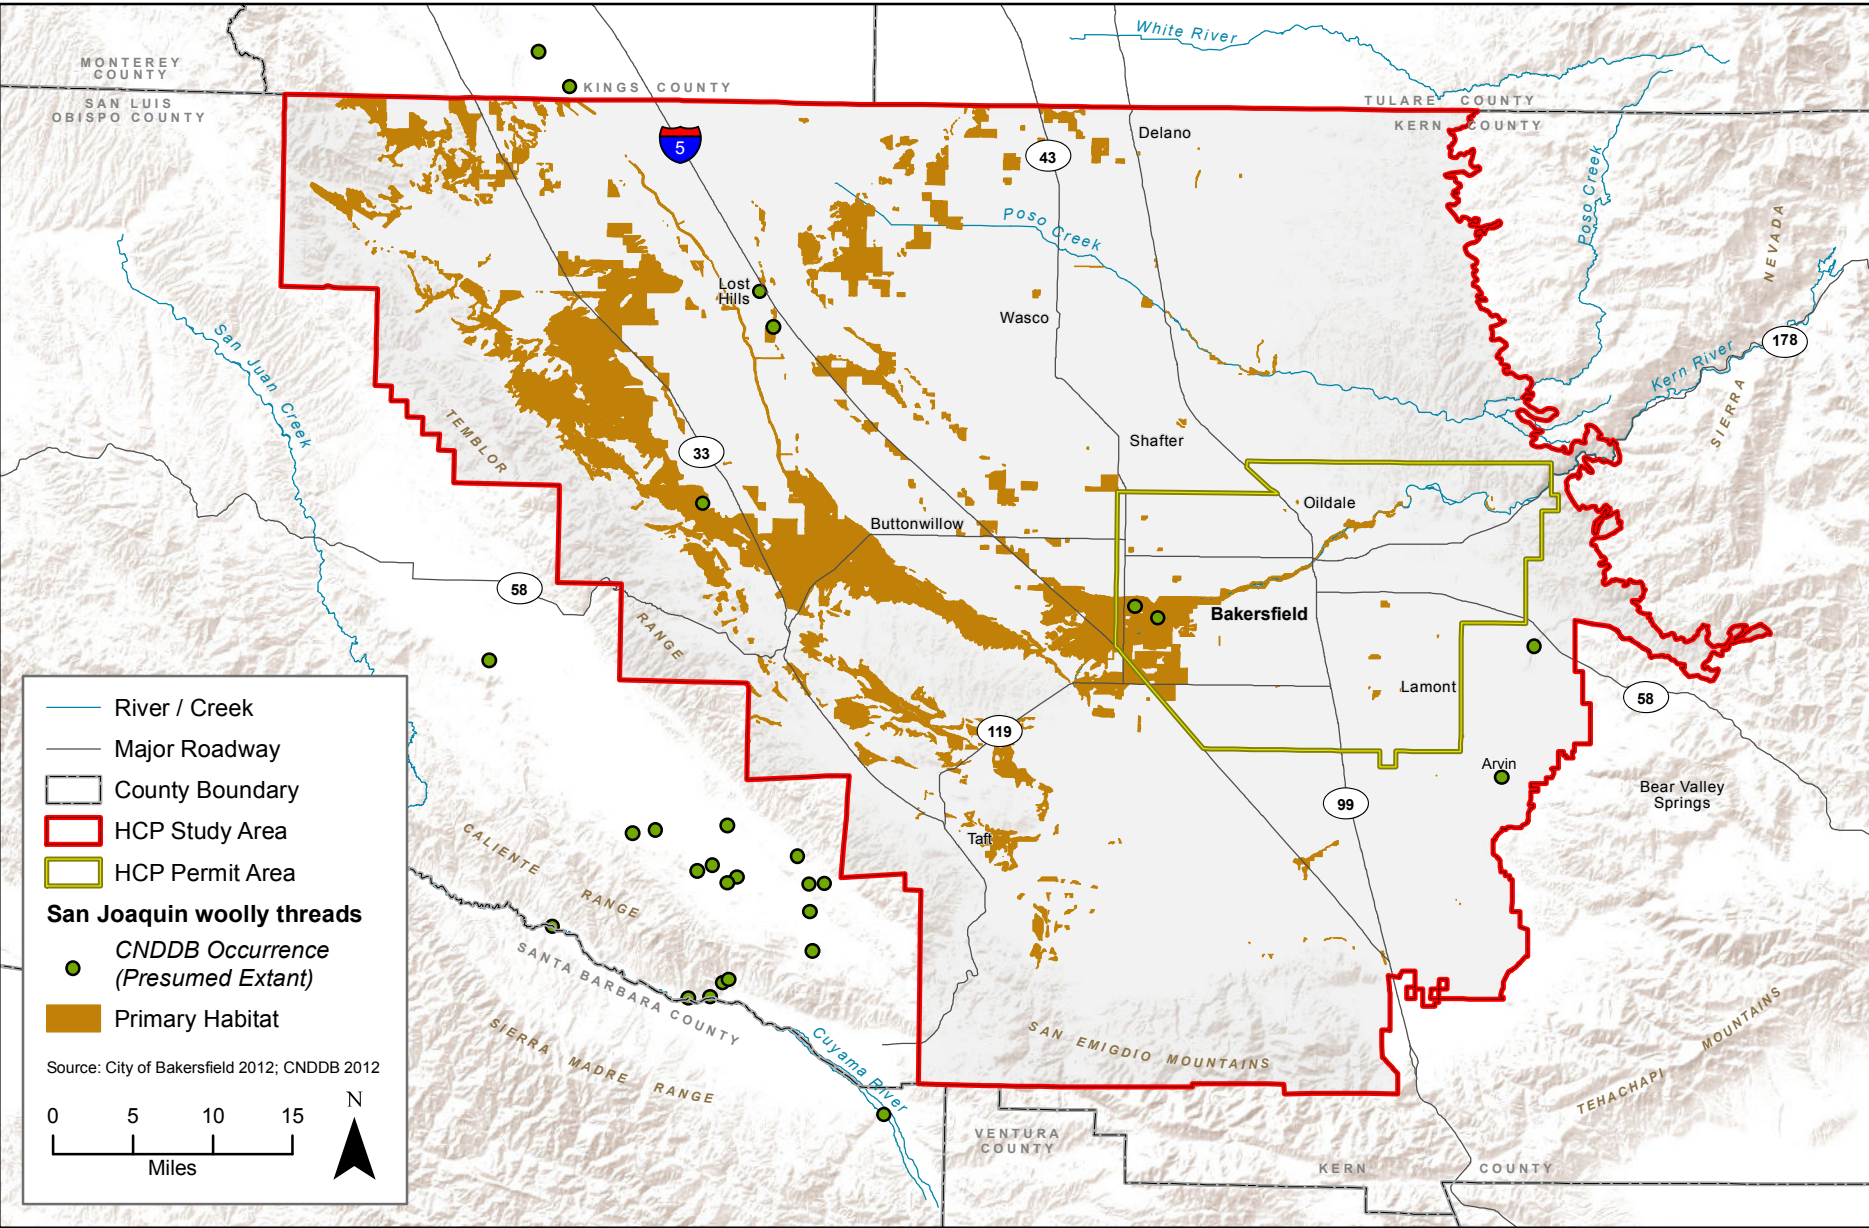 White River
MONTEREY
COUNTY
KINGS COUNTY
SAN LUIS
OBISPO COUNTY
TULARE COUNTY
KERN COUNTY
5
43
Delano
Poso Creek
NEVADA
Poso
Creek
Lost
Hills
Wasco
178
Kern River
San Juan Creek
SIERRA
TEMBLOR
33
Shafter
Oildale
Buttonwillow
58
Bakersfield
RANGE
Lamont
58
119
Arvin
Bear Valley
Springs
99
Taft
CALIENTE RANGE
SANTA BARBARA COUNTY
SIERRA MADRE RANGE
Cuyama River
SAN EMIGDIO MOUNTAINS
TEHACHAPI MOUNTAINS
VENTURA
COUNTY
KERN COUNTY
River / Creek
Major Roadway
County Boundary
HCP Study Area
HCP Permit Area
San Joaquin woolly threads
CNDDB Occurrence
(Presumed Extant)
Primary Habitat
Source: City of Bakersfield 2012; CNDDB 2012
N
0 5 10 15
Miles